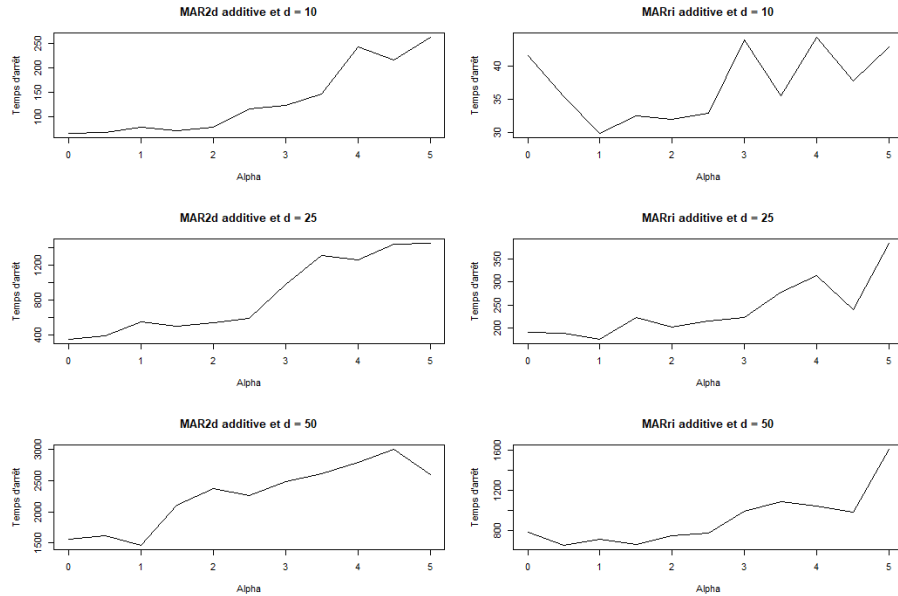 MAR2d additive et d = 10
Temps d'arrêt
100 150 200 250
0 1 2 3 4 5
Alpha
MARri additive et d = 10
Temps d'arrêt
30 35 40
0 1 2 3 4 5
Alpha
MAR2d additive et d = 25
Temps d'arrêt
400 800 1200
0 1 2 3 4 5
Alpha
MARri additive et d = 25
Temps d'arrêt
200 250 300 350
0 1 2 3 4 5
Alpha
MAR2d additive et d = 50
Temps d'arrêt
1500 2000 2500 3000
0 1 2 3 4 5
Alpha
MARri additive et d = 50
Temps d'arrêt
800 1200 1600
0 1 2 3 4 5
Alpha